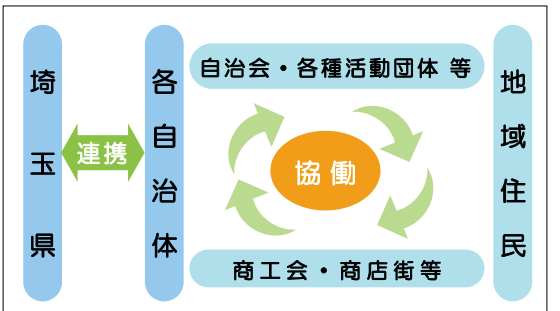 埼玉県
連携
各自治体
自治会・各種活動団体 等
協働
商工会・商店街等
地域住民